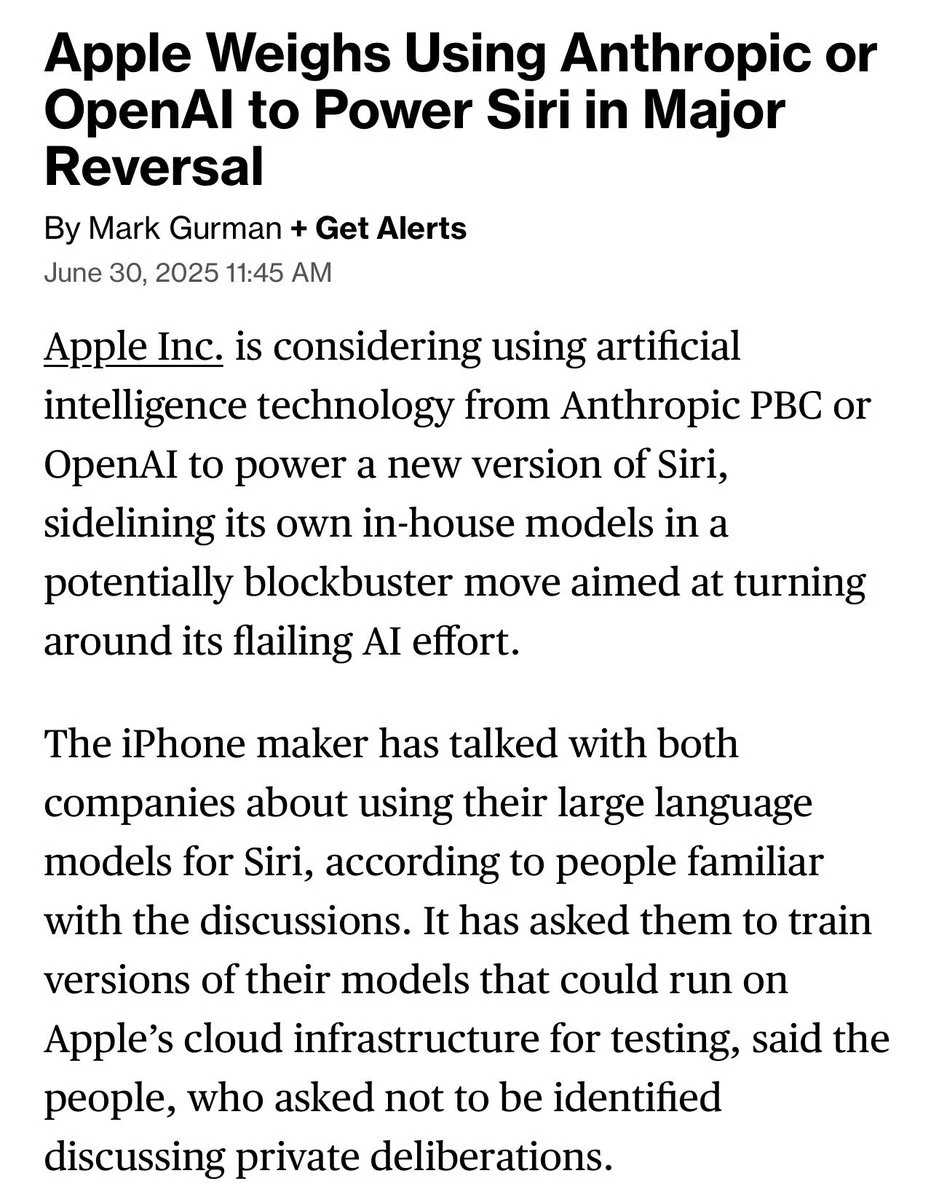 Apple Weighs Using Anthropic or
OpenAI to Power Siri in Major
Reversal
By Mark Gurman + Get Alerts
June 30, 2025 11:45 AM
Apple Inc. is considering using artificial
intelligence technology from Anthropic PBC or
OpenAI to power a new version of Siri,
sidelining its own in-house models in a
potentially blockbuster move aimed at turning
around its flailing AI effort.
The iPhone maker has talked with both
companies about using their large language
models for Siri, according to people familiar
with the discussions. It has asked them to train
versions of their models that could run on
Apple’s cloud infrastructure for testing, said the
people, who asked not to be identified
discussing private deliberations.